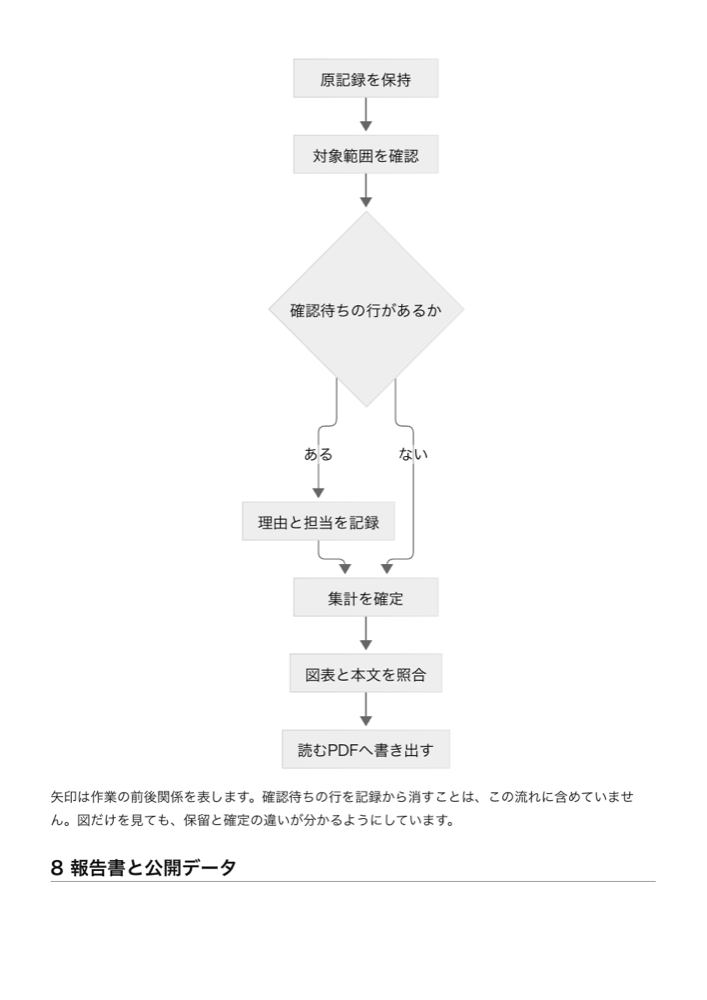 原記録を保持
対象範囲を確認
確認待ちの行があるか
ある
ない
理由と担当を記録
集計を確定
図表と本文を照合
読むPDFへ書き出す
矢印は作業の前後関係を表します。確認待ちの行を記録から消すことは、この流れに含めていませ
ん。図だけを見ても、保留と確定の違いが分かるようにしています。
8 報告書と公開データ